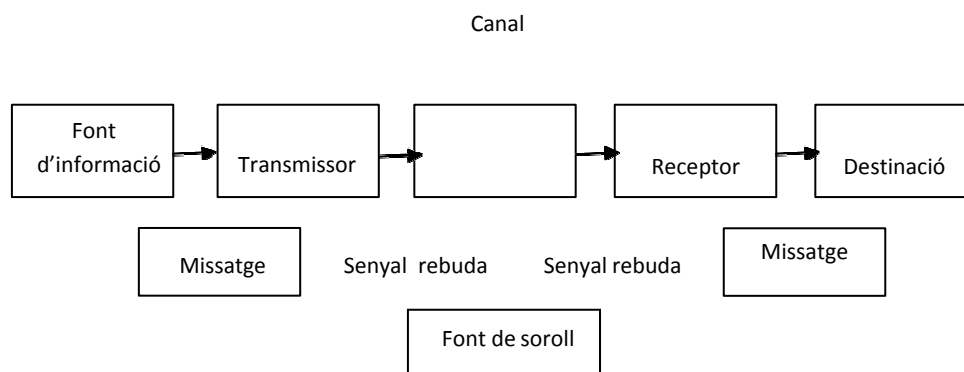 Canal
Font
d’informació
Transmissor
Receptor
Destinació
Missatge
Senyal rebuda
Senyal rebuda
Missatge
Font de soroll